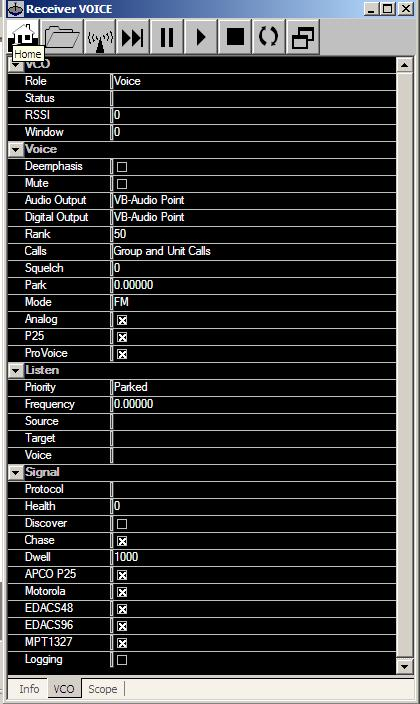 Receiver VOICE
Home
VCO
Role Voice
Status
RSSI 0
Window 0
Voice
Deemphasis
Mute
Audio Output VB-Audio Point
Digital Output VB-Audio Point
Rank 50
Calls Group and Unit Calls
Squelch 0
Park 0.00000
Mode FM
Analog
P25
ProVoice
Listen
Priority Parked
Frequency 0.00000
Source
Target
Voice
Signal
Protocol
Health 0
Discover
Chase
Dwell 1000
APCO P25
Motorola
EDACS48
EDACS96
MPT1327
Logging
Info VCO Scope